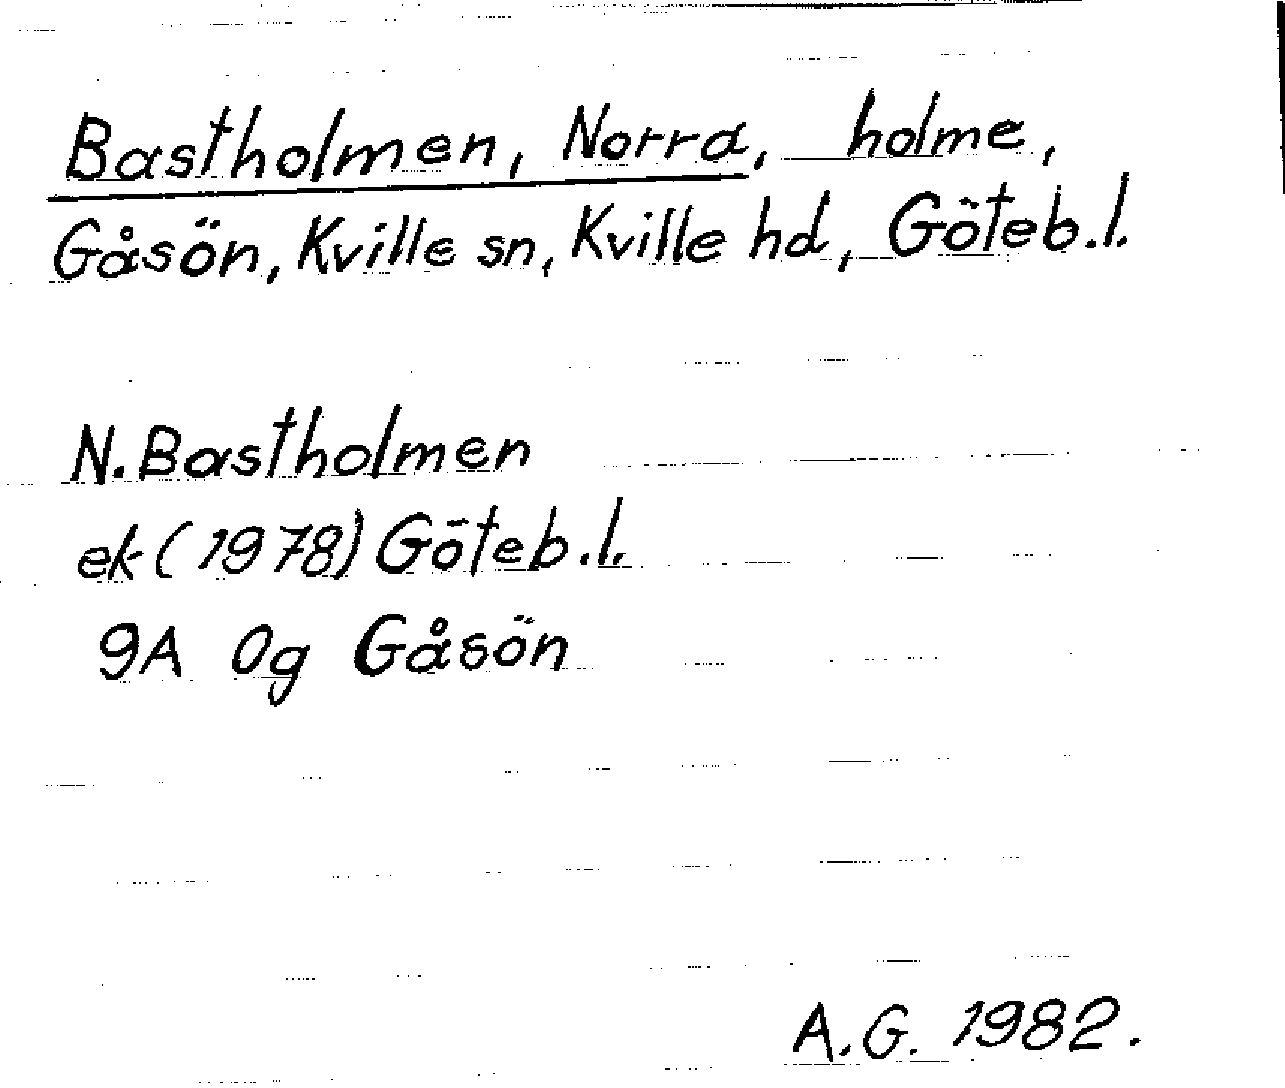 Bastholmen, Norra, holme,
Gåsön, Kville sn, Kville hd, Göteb.l.
N. Bastholmen
ek (1978) Göteb.l.
9A 0g Gåsön
A.G. 1982.